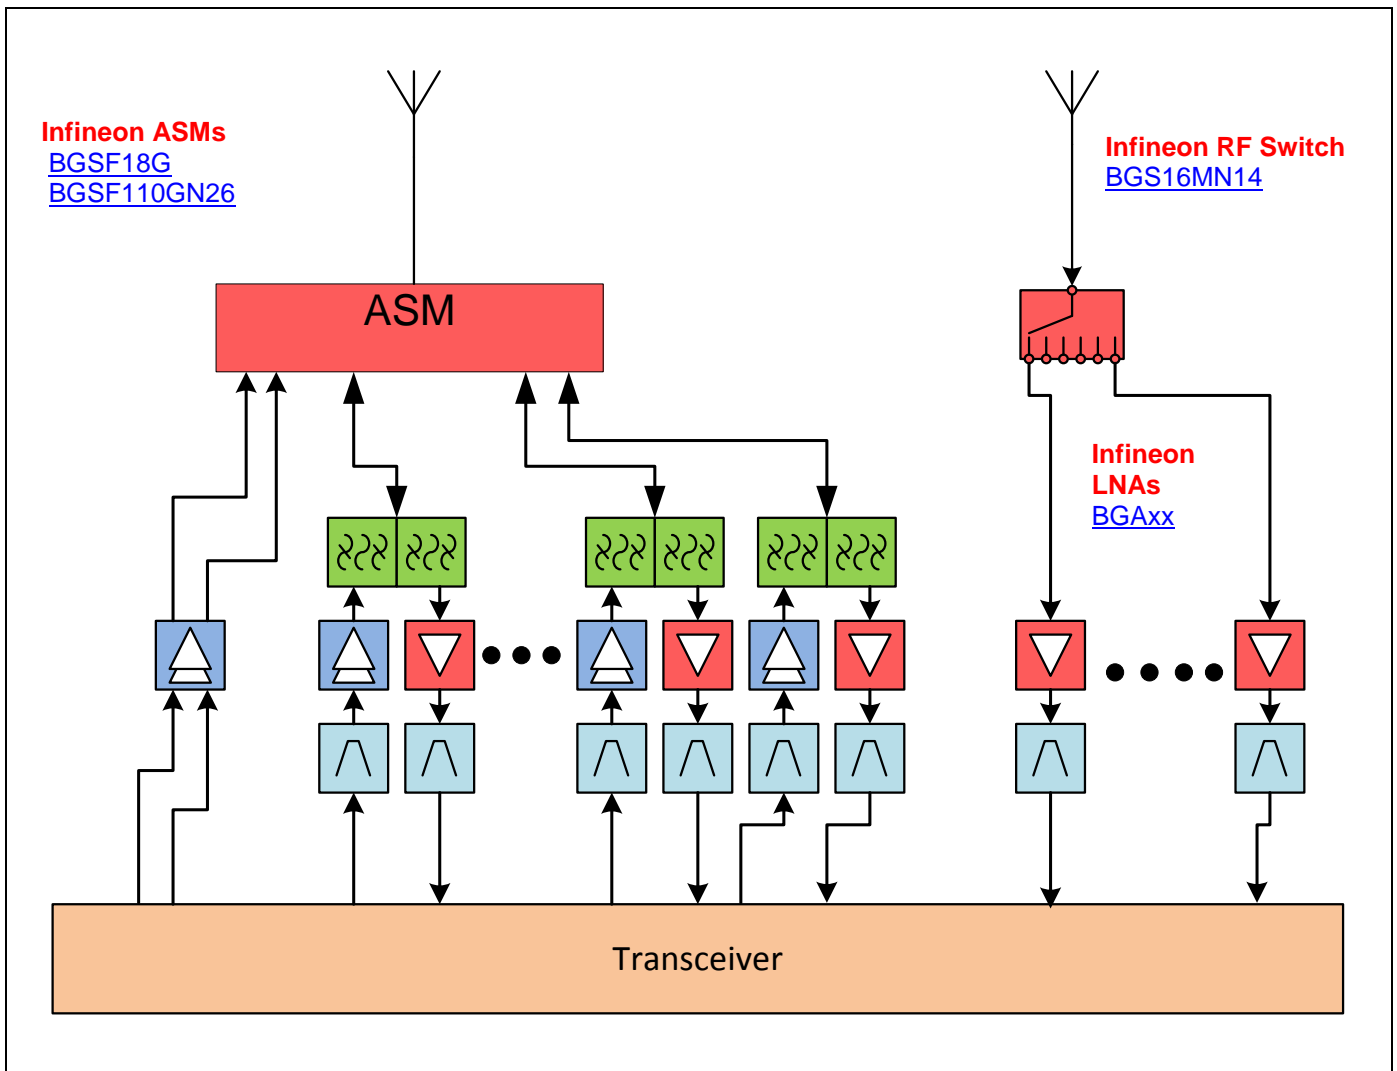 Infineon ASMs
BGSF18G
BGSF110GN26
Infineon RF Switch
BGS16MN14
ASM
Infineon
LNAs
BGAxx
Transceiver